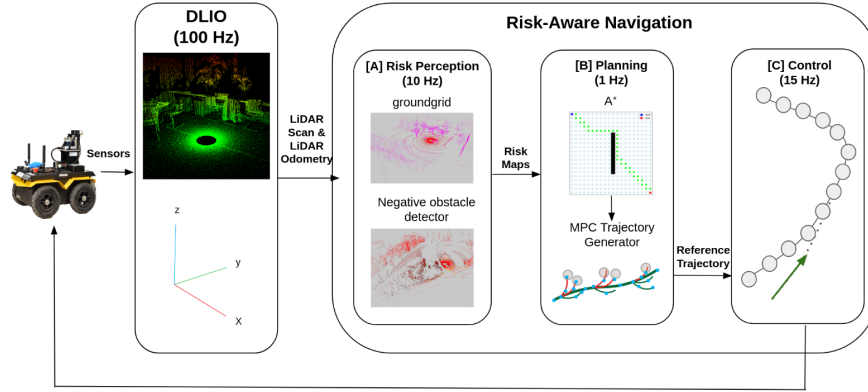 DLIO
(100 Hz)
Risk-Aware Navigation
[A] Risk Perception
(10 Hz)
groundgrid
Negative obstacle
detector
[B] Planning
(1 Hz)
A*
MPC Trajectory
Generator
[C] Control
(15 Hz)
Sensors
LiDAR
Scan &
LiDAR
Odometry
Risk
Maps
Reference
Trajectory
z
y
X